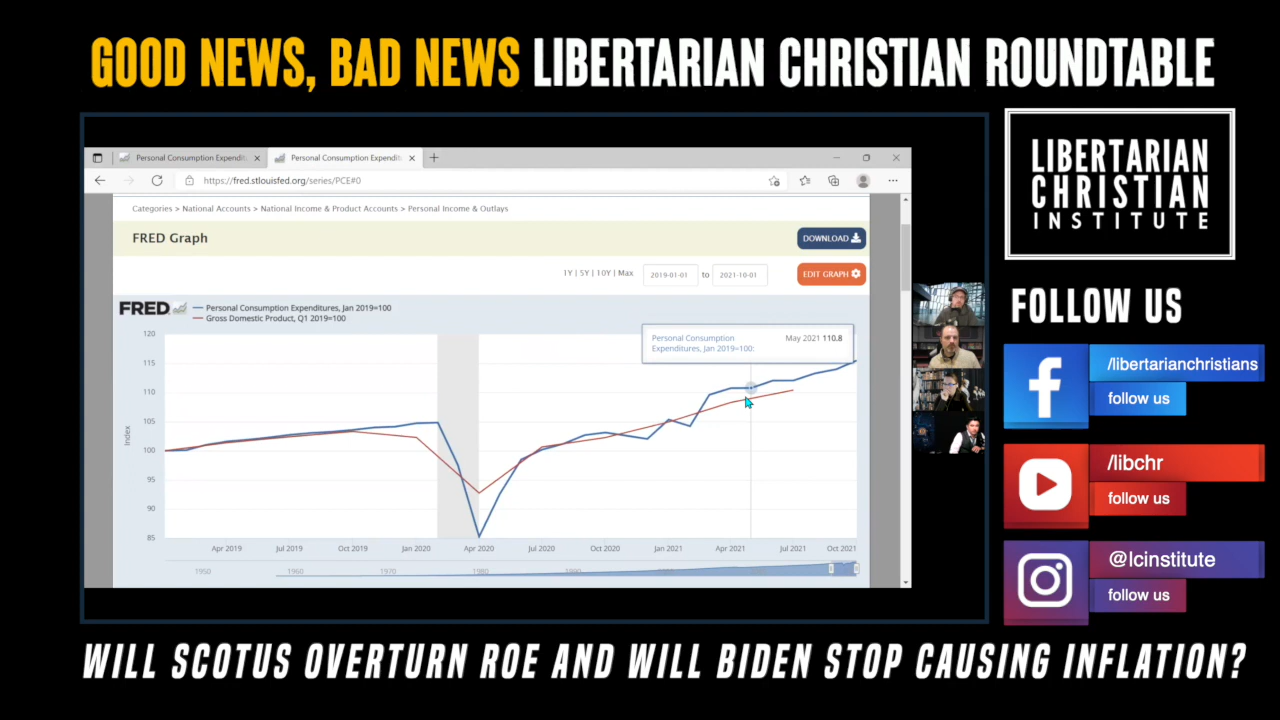 GOOD NEWS, BAD NEWS LIBERTARIAN CHRISTIAN ROUNDTABLE
Personal Consumption Expendit
Personal Consumption Expendit
https://fred.stlouisfed.org/series/PCE#0
Categories > National Accounts > National Income & Product Accounts > Personal Income & Outlays
FRED Graph
DOWNLOAD
1Y | 5Y | 10Y | Max
2019-01-01 to 2021-10-01
EDIT GRAPH
FRED
Personal Consumption Expenditures, Jan 2019=100
Gross Domestic Product, Q1 2019=100
Personal Consumption May 2021 110.8
Expenditures, Jan 2019=100:
120
115
110
105
100
95
90
85
Index
Apr 2019 Jul 2019 Oct 2019 Jan 2020 Apr 2020 Jul 2020 Oct 2020 Jan 2021 Apr 2021 Jul 2021 Oct 2021
1950 1960 1970 1980
LIBERTARIAN
CHRISTIAN
INSTITUTE
FOLLOW US
/libertarianchristians
follow us
/libchr
follow us
@lcinstitute
follow us
WILL SCOTUS OVERTURN ROE AND WILL BIDEN STOP CAUSING INFLATION?